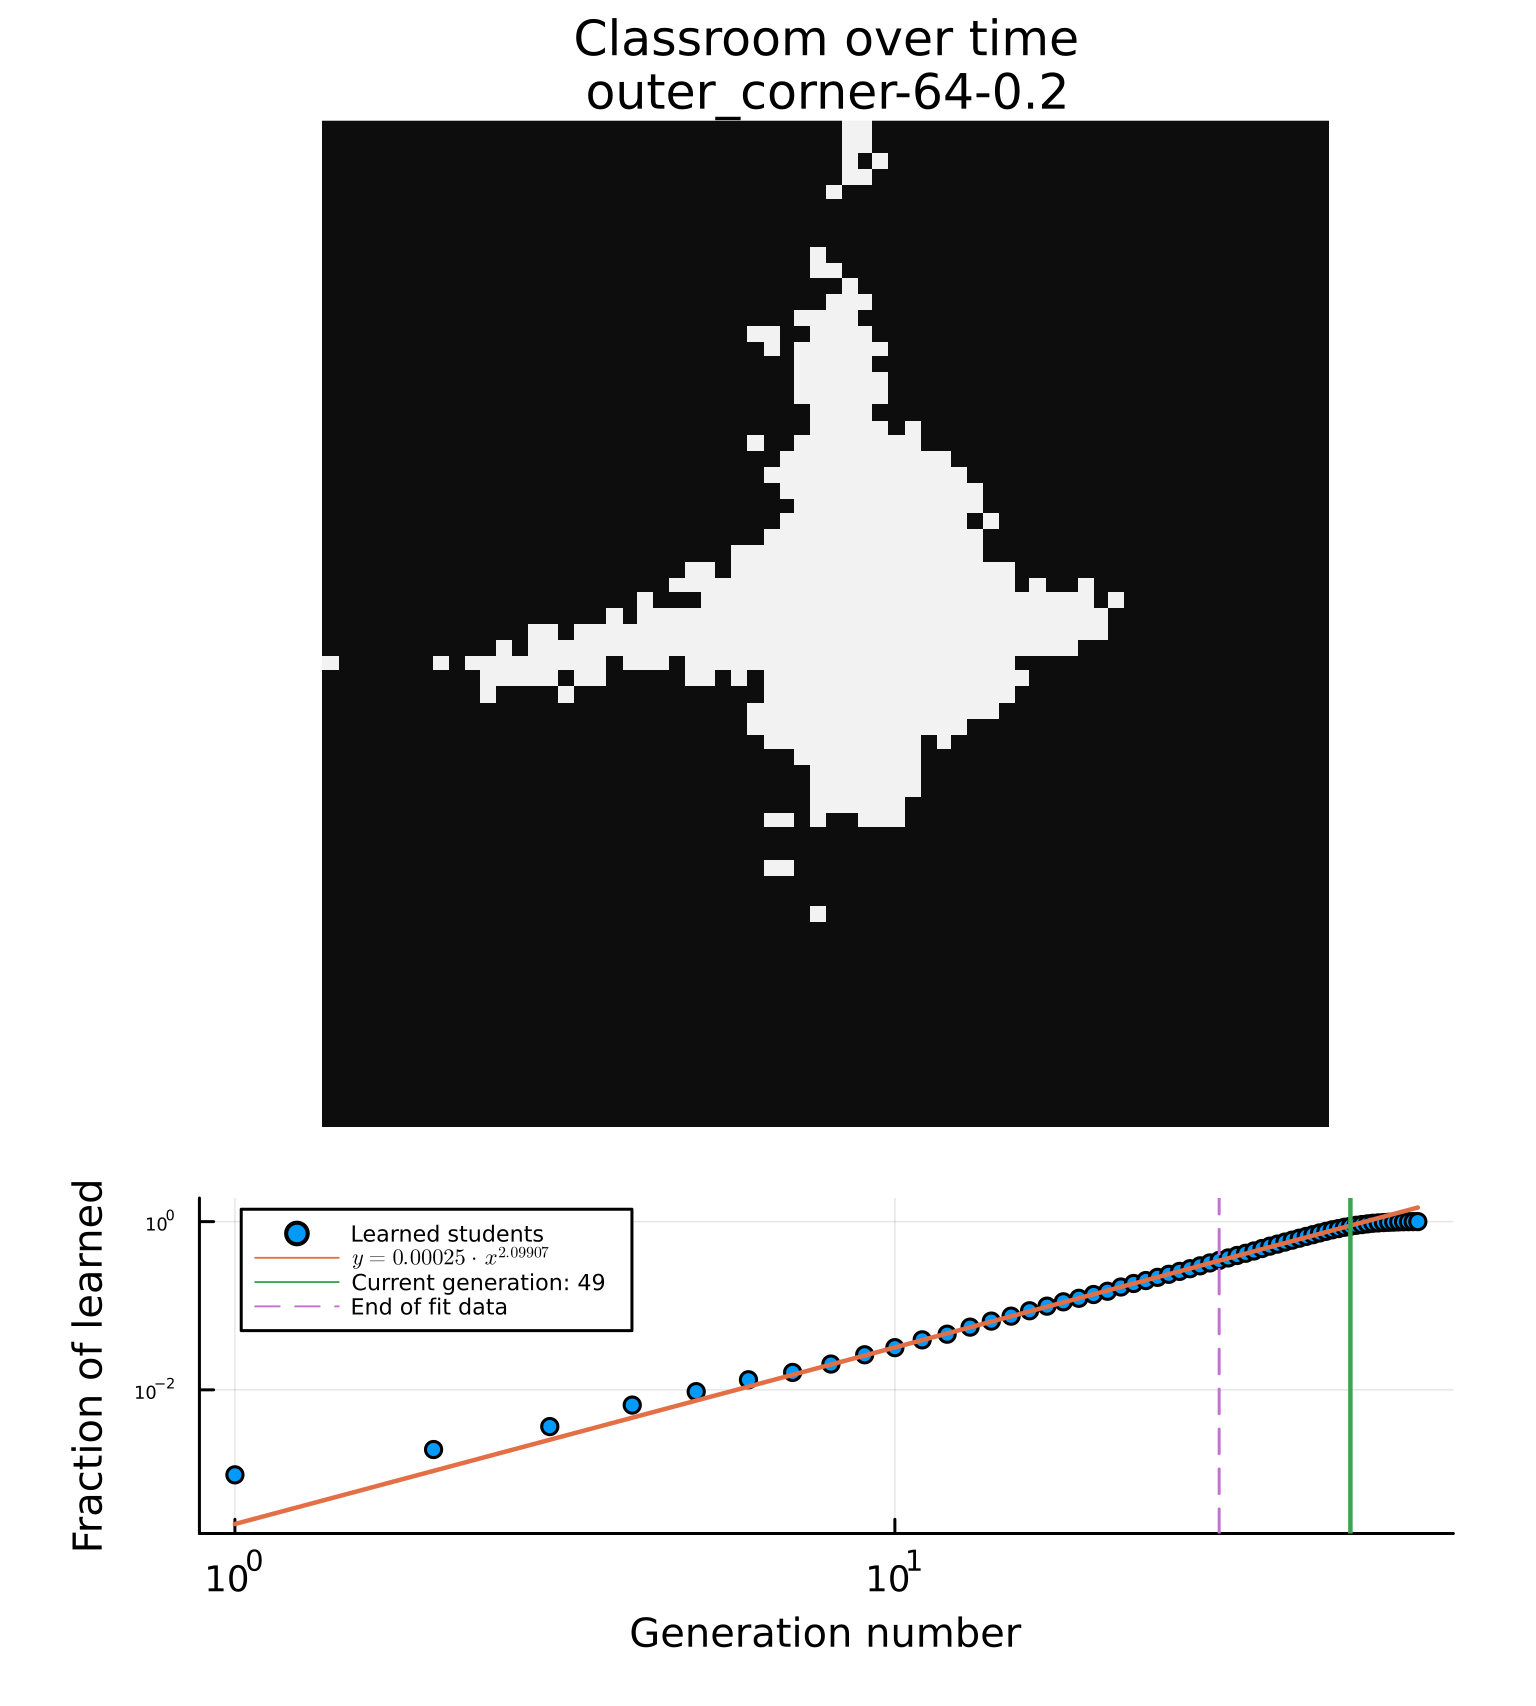 Classroom over time
outer_corner-64-0.2
Fraction of learned
10^0
10^−2
Learned students
y = 0.00025 · x^2.09907
Current generation: 49
End of fit data
10^0
10^1
Generation number